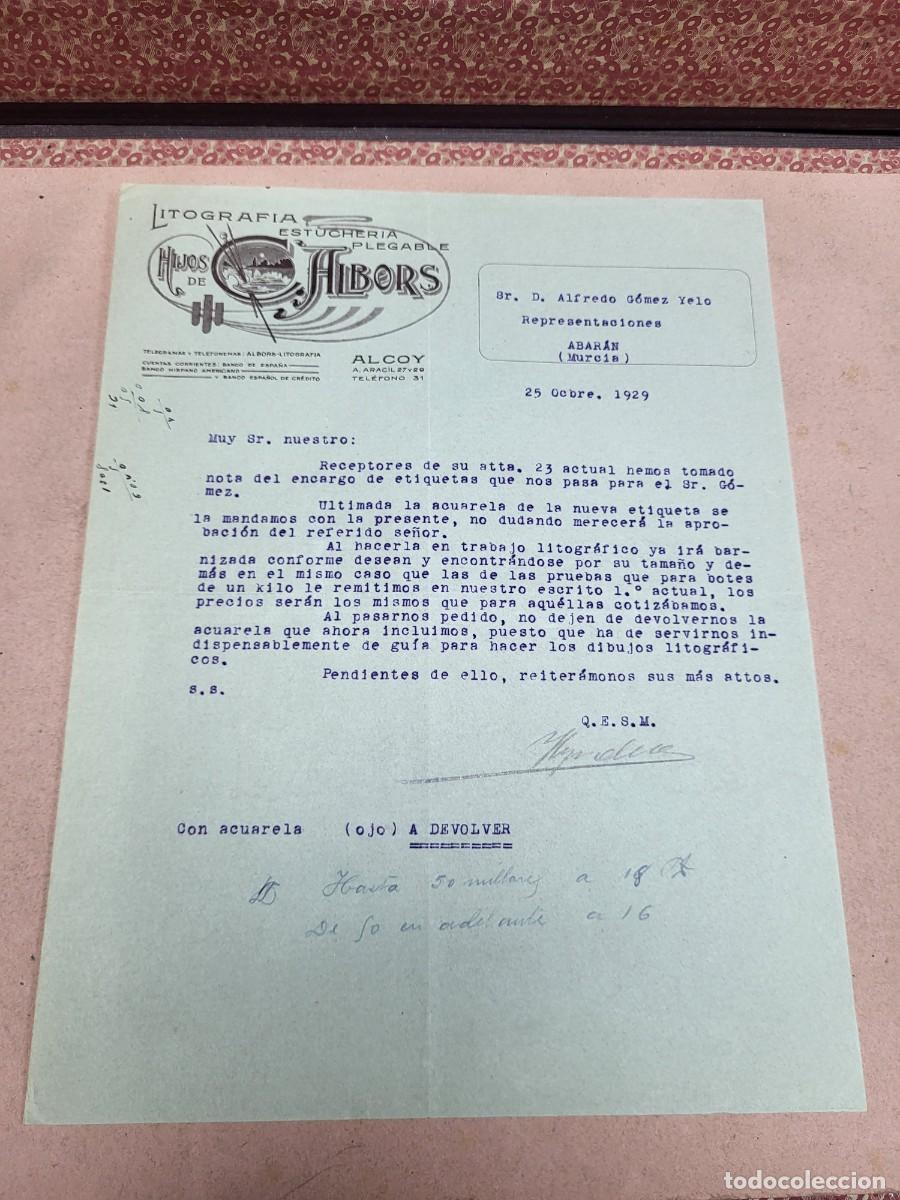 LITOGRAFIA
ESTUCHERIA
PLEGABLE
HIJOS
DE
C. ALBORS
TELEGRAMAS Y TELEFONEMAS: ALBORS-LITOGRAFIA
CUENTAS CORRIENTES: BANCO DE ESPAÑA
BANCO HISPANO AMERICANO
Y BANCO ESPAÑOL DE CRÉDITO
ALCOY
A. ARACIL 27 Y 29
TELÉFONO 31
Sr. D. Alfredo Gómez Yelo
Representaciones
ABARÁN
(Murcia)
25 Ocbre. 1929
Muy Sr. nuestro:
Receptores de su atta. 23 actual hemos tomado
nota del encargo de etiquetas que nos pasa para el Sr. Gó-
mez.
Ultimada la acuarela de la nueva etiqueta se
la mandamos con la presente, no dudando merecerá la apro-
bación del referido señor.
Al hacerla en trabajo litográfico ya irá bar-
nizada conforme desean y encontrándose por su tamaño y de-
más en el mismo caso que las de las pruebas que para botes
de un kilo le remitimos en nuestro escrito 1.º actual, los
precios serán los mismos que para aquéllas cotizábamos.
Al pasarnos pedido, no dejen de devolvernos la
acuarela que ahora incluimos, puesto que ha de servirnos in-
dispensablemente de guía para hacer los dibujos litográfi-
cos.
Pendientes de ello, reiterámonos sus más attos.
s.s.
Q.E.S.M.
Con acuarela (ojo) A DEVOLVER
Hasta 50 millares a 18
De 50 en adelante a 16
todocoleccion